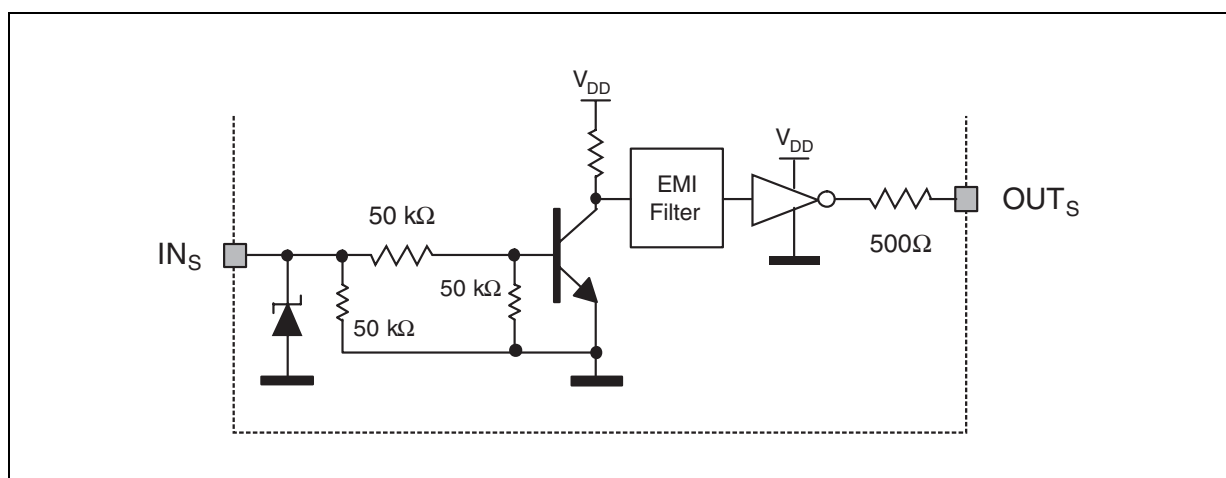 V_DD
V_DD
EMI
Filter
OUT_S
50 kΩ
500Ω
IN_S
50 kΩ
50 kΩ